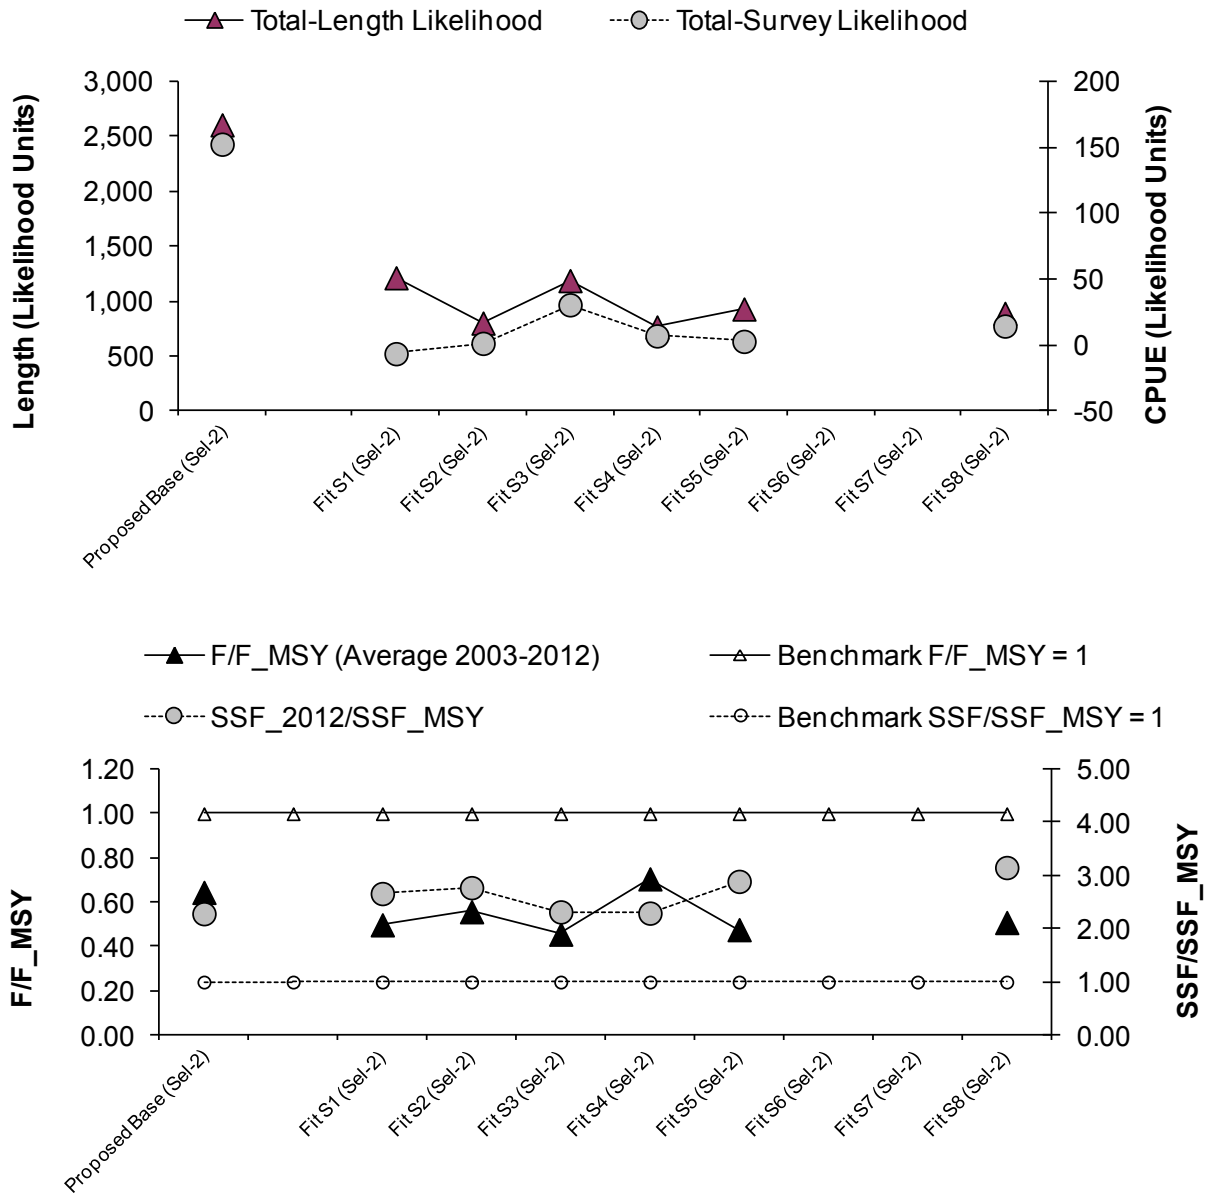 Total-Length Likelihood Total-Survey Likelihood
Length (Likelihood Units)
3,000
2,500
2,000
1,500
1,000
500
0
200
150
100
50
0
-50
CPUE (Likelihood Units)
Proposed Base (Sel-2)
Fit S1 (Sel-2)
Fit S2 (Sel-2)
Fit S3 (Sel-2)
Fit S4 (Sel-2)
Fit S5 (Sel-2)
Fit S6 (Sel-2)
Fit S7 (Sel-2)
Fit S8 (Sel-2)
F/F_MSY (Average 2003-2012) Benchmark F/F_MSY = 1
SSF_2012/SSF_MSY Benchmark SSF/SSF_MSY = 1
F/F_MSY
1.20
1.00
0.80
0.60
0.40
0.20
0.00
5.00
4.00
3.00
2.00
1.00
0.00
SSF/SSF_MSY
Proposed Base (Sel-2)
Fit S1 (Sel-2)
Fit S2 (Sel-2)
Fit S3 (Sel-2)
Fit S4 (Sel-2)
Fit S5 (Sel-2)
Fit S6 (Sel-2)
Fit S7 (Sel-2)
Fit S8 (Sel-2)